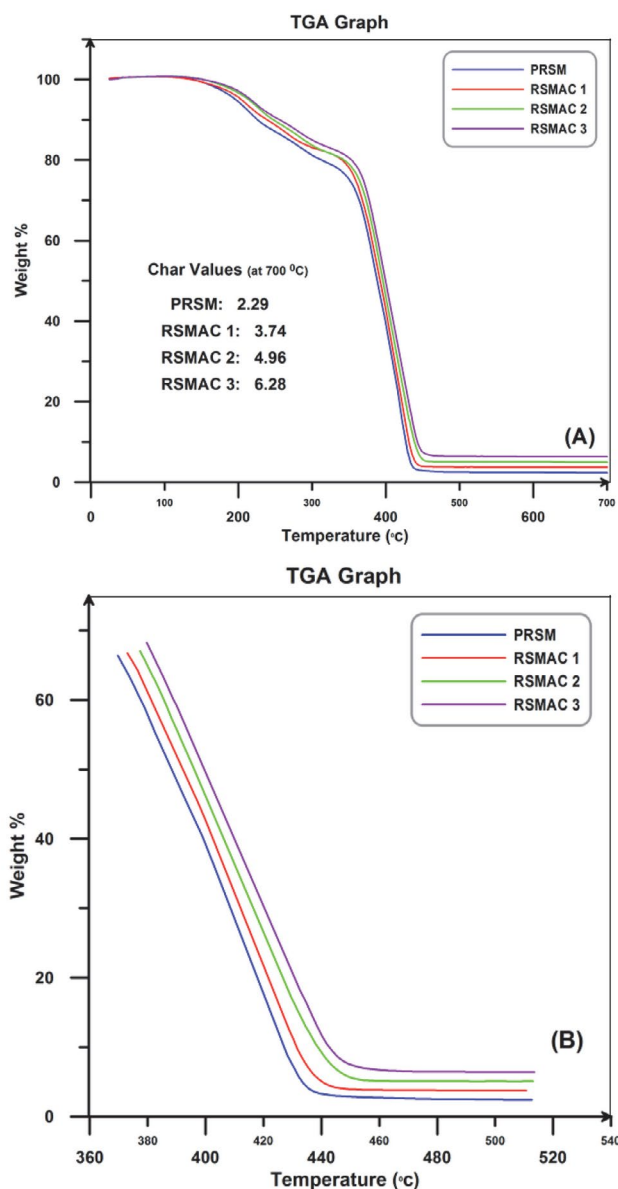 TGA Graph
PRSM
RSMAC 1
RSMAC 2
RSMAC 3
100
80
60
40
20
0
Weight %
Char Values (at 700 ⁰C)
PRSM: 2.29
RSMAC 1: 3.74
RSMAC 2: 4.96
RSMAC 3: 6.28
(A)
0 100 200 300 400 500 600 700
Temperature (ºc)
TGA Graph
PRSM
RSMAC 1
RSMAC 2
RSMAC 3
60
40
20
0
Weight %
(B)
360 380 400 420 440 460 480 500 520 540
Temperature (ºc)